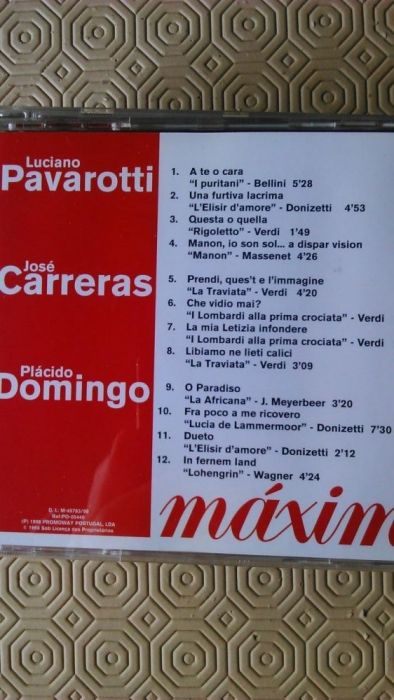 Luciano
Pavarotti
1. A te o cara
"I puritani" - Bellini 5'28
2. Una furtiva lacrima
"L'Elisir d'amore" - Donizetti 4'53
3. Questa o quella
"Rigoletto" - Verdi 1'49
4. Manon, io son sol... a dispar vision
"Manon" - Massenet 4'26
José
Carreras
5. Prendi, ques't e l'immagine
"La Traviata" - Verdi 4'20
6. Che vidio mai?
"I Lombardi alla prima crociata" - Verdi
7. La mia Letizia infondere
"I Lombardi alla prima crociata" - Verdi
8. Libiamo ne lieti calici
"La Traviata" - Verdi 3'09
Plácido
Domingo
9. O Paradiso
"La Africana" - J. Meyerbeer 3'20
10. Fra poco a me ricovero
"Lucia de Lammermoor" - Donizetti 7'30
11. Dueto
"L'Elisir d'amore" - Donizetti 2'12
12. In fernem land
"Lohengrin" - Wagner 4'24
(P) 1998 PROMOWAY PORTUGAL, LDA
© 1998 Sob Licença dos Proprietários
máxim